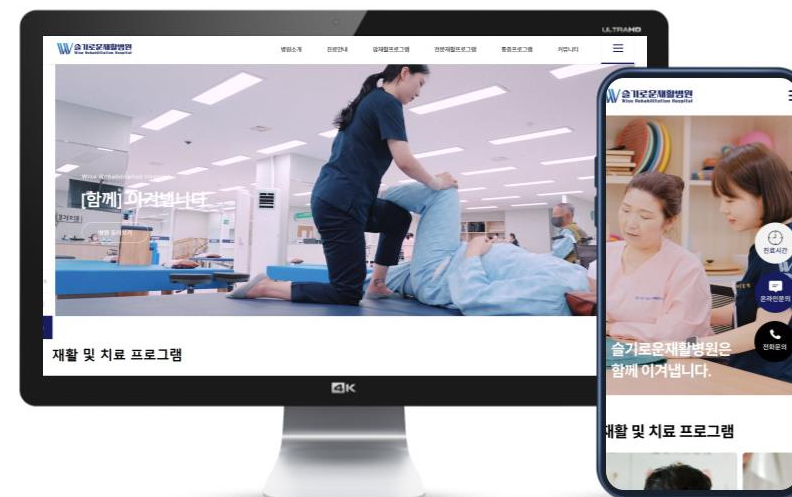 ULTRAHD
슬기로운재활병원
Wise Rehabilitation Hospital
병원소개 진료안내 암재활프로그램 전문재활프로그램 통증프로그램 커뮤니티
Wise Rehabilitation
[함께] 이겨냅니다.
재활 및 치료 프로그램
4K
슬기로운재활병원
Wise Rehabilitation Hospital
진료시간
온라인문의
전화문의
슬기로운재활병원은
함께 이겨냅니다.
재활 및 치료 프로그램